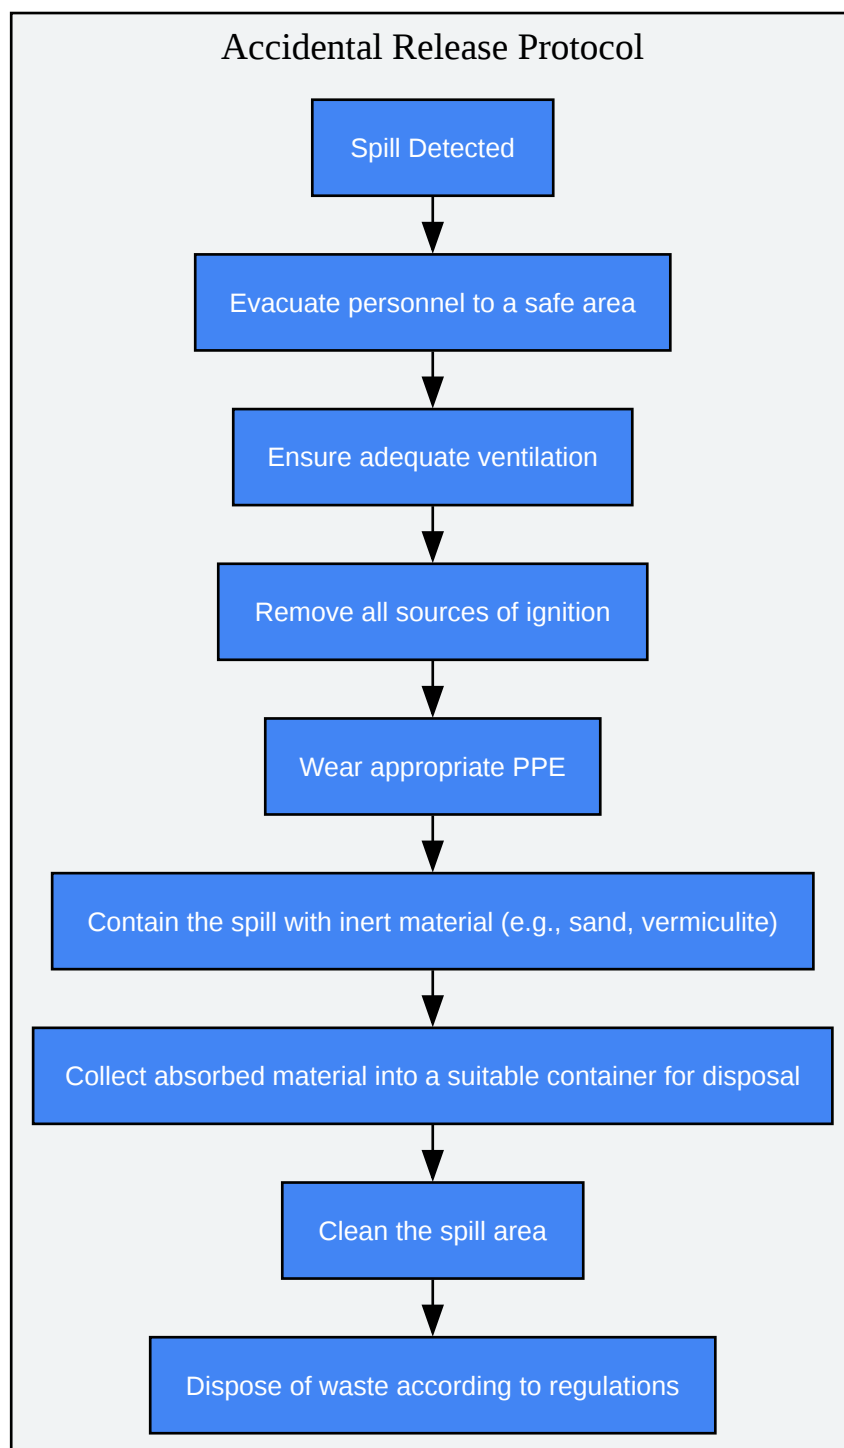 Accidental Release Protocol
Spill Detected
Evacuate personnel to a safe area
Ensure adequate ventilation
Remove all sources of ignition
Wear appropriate PPE
Contain the spill with inert material (e.g., sand, vermiculite)
Collect absorbed material into a suitable container for disposal
Clean the spill area
Dispose of waste according to regulations